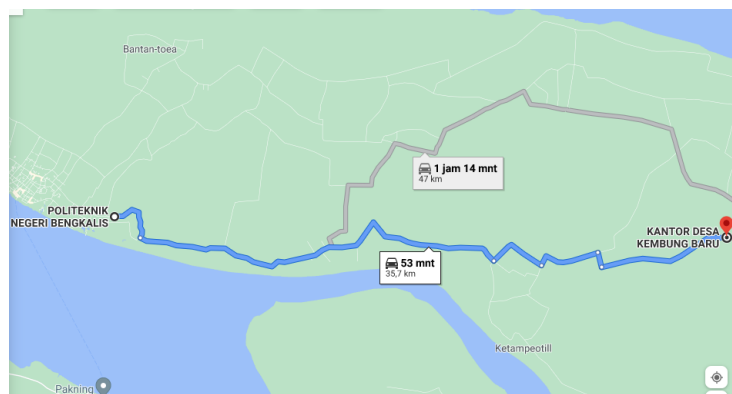 Bantan-toea
1 jam 14 mnt
47 km
POLITEKNIK
NEGERI BENGKALIS
KANTOR DESA
KEMBUNG BARU
53 mnt
35,7 km
Ketampeotill
Pakning